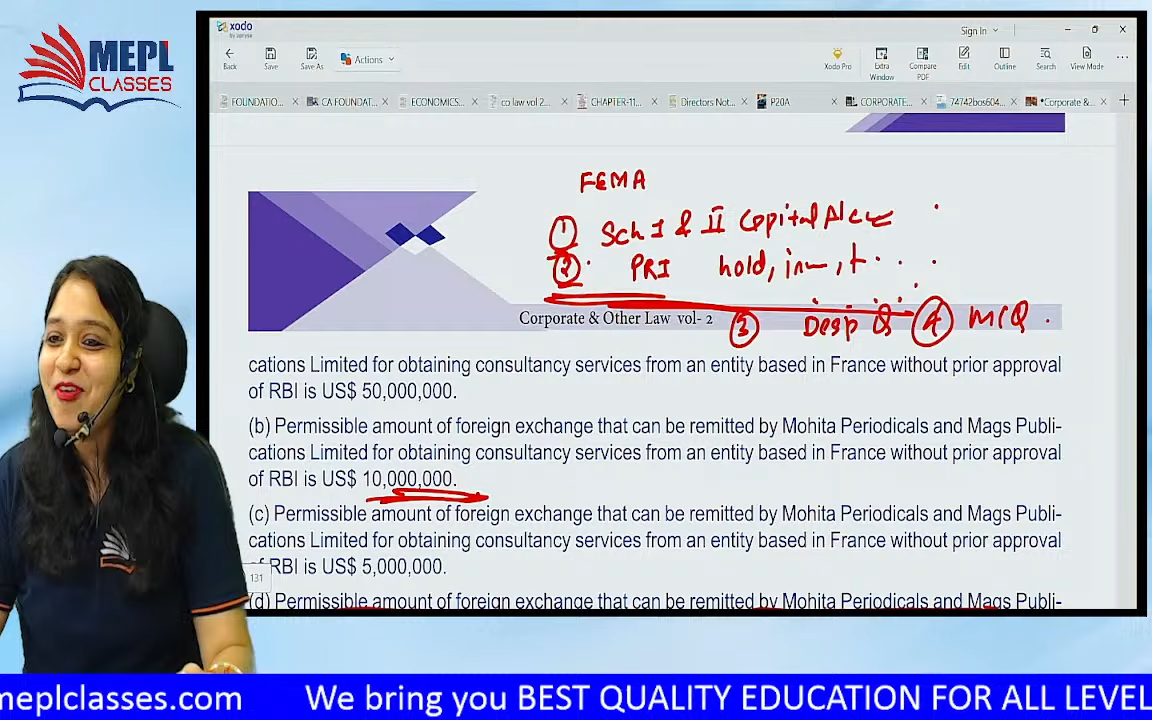 xodo
by Apryse
Sign In
MEPL
CLASSES
Back
Save
Save As
Actions
Xodo Pro
Extra Window
Compare PDF
Edit
Outline
Search
View Mode
FOUNDATIO...
CA FOUNDAT...
ECONOMICS...
co law vol 2...
CHAPTER-11...
Directors Not...
P20A
CORPORATE...
74742bos604...
*Corporate &...
FEMA
① Sch I & II Capital A/c
② PRI hold,
Corporate & Other Law vol- 2
③ Desp Q ④ MCQ.
cations Limited for obtaining consultancy services from an entity based in France without prior approval
of RBI is US$ 50,000,000.
(b) Permissible amount of foreign exchange that can be remitted by Mohita Periodicals and Mags Publi-
cations Limited for obtaining consultancy services from an entity based in France without prior approval
of RBI is US$ 10,000,000.
(c) Permissible amount of foreign exchange that can be remitted by Mohita Periodicals and Mags Publi-
cations Limited for obtaining consultancy services from an entity based in France without prior approval
of RBI is US$ 5,000,000.
131
(d) Permissible amount of foreign exchange that can be remitted by Mohita Periodicals and Mags Publi-
meplclasses.com We bring you BEST QUALITY EDUCATION FOR ALL LEVEL